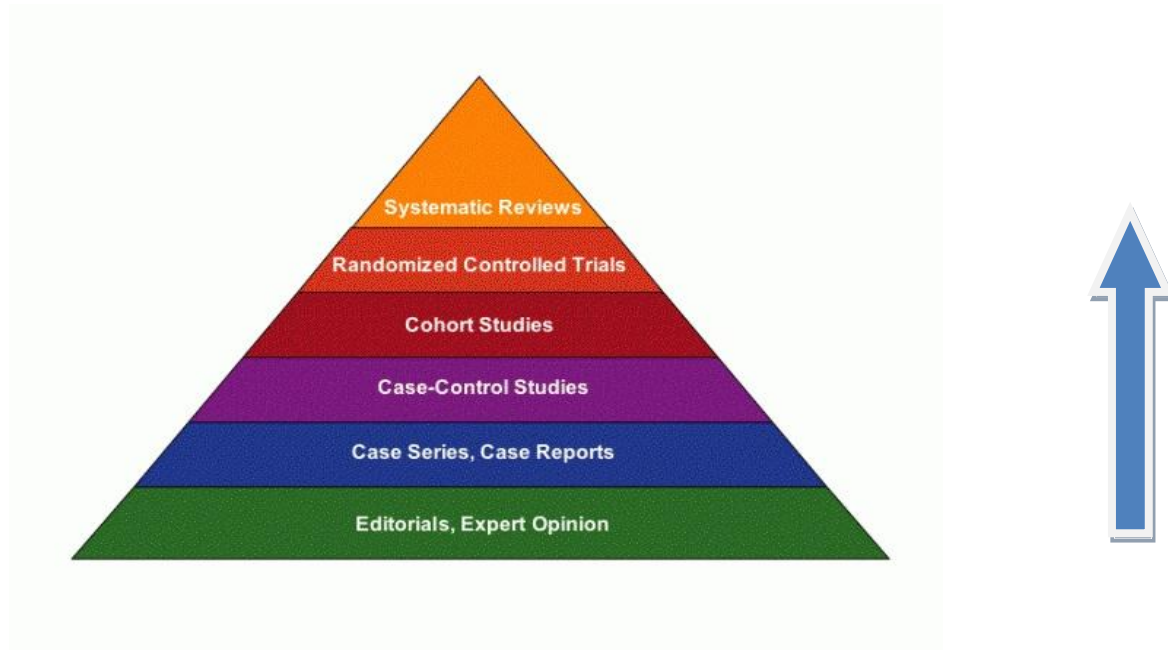 Systematic Reviews
Randomized Controlled Trials
Cohort Studies
Case-Control Studies
Case Series, Case Reports
Editorials, Expert Opinion